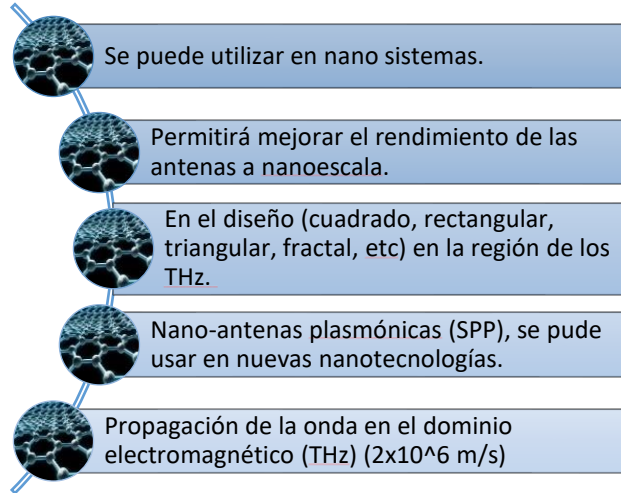 Se puede utilizar en nano sistemas.
Permitirá mejorar el rendimiento de las
antenas a nanoescala.
En el diseño (cuadrado, rectangular,
triangular, fractal, etc) en la región de los
THz.
Nano-antenas plasmónicas (SPP), se pude
usar en nuevas nanotecnologías.
Propagación de la onda en el dominio
electromagnético (THz) (2x10^6 m/s)